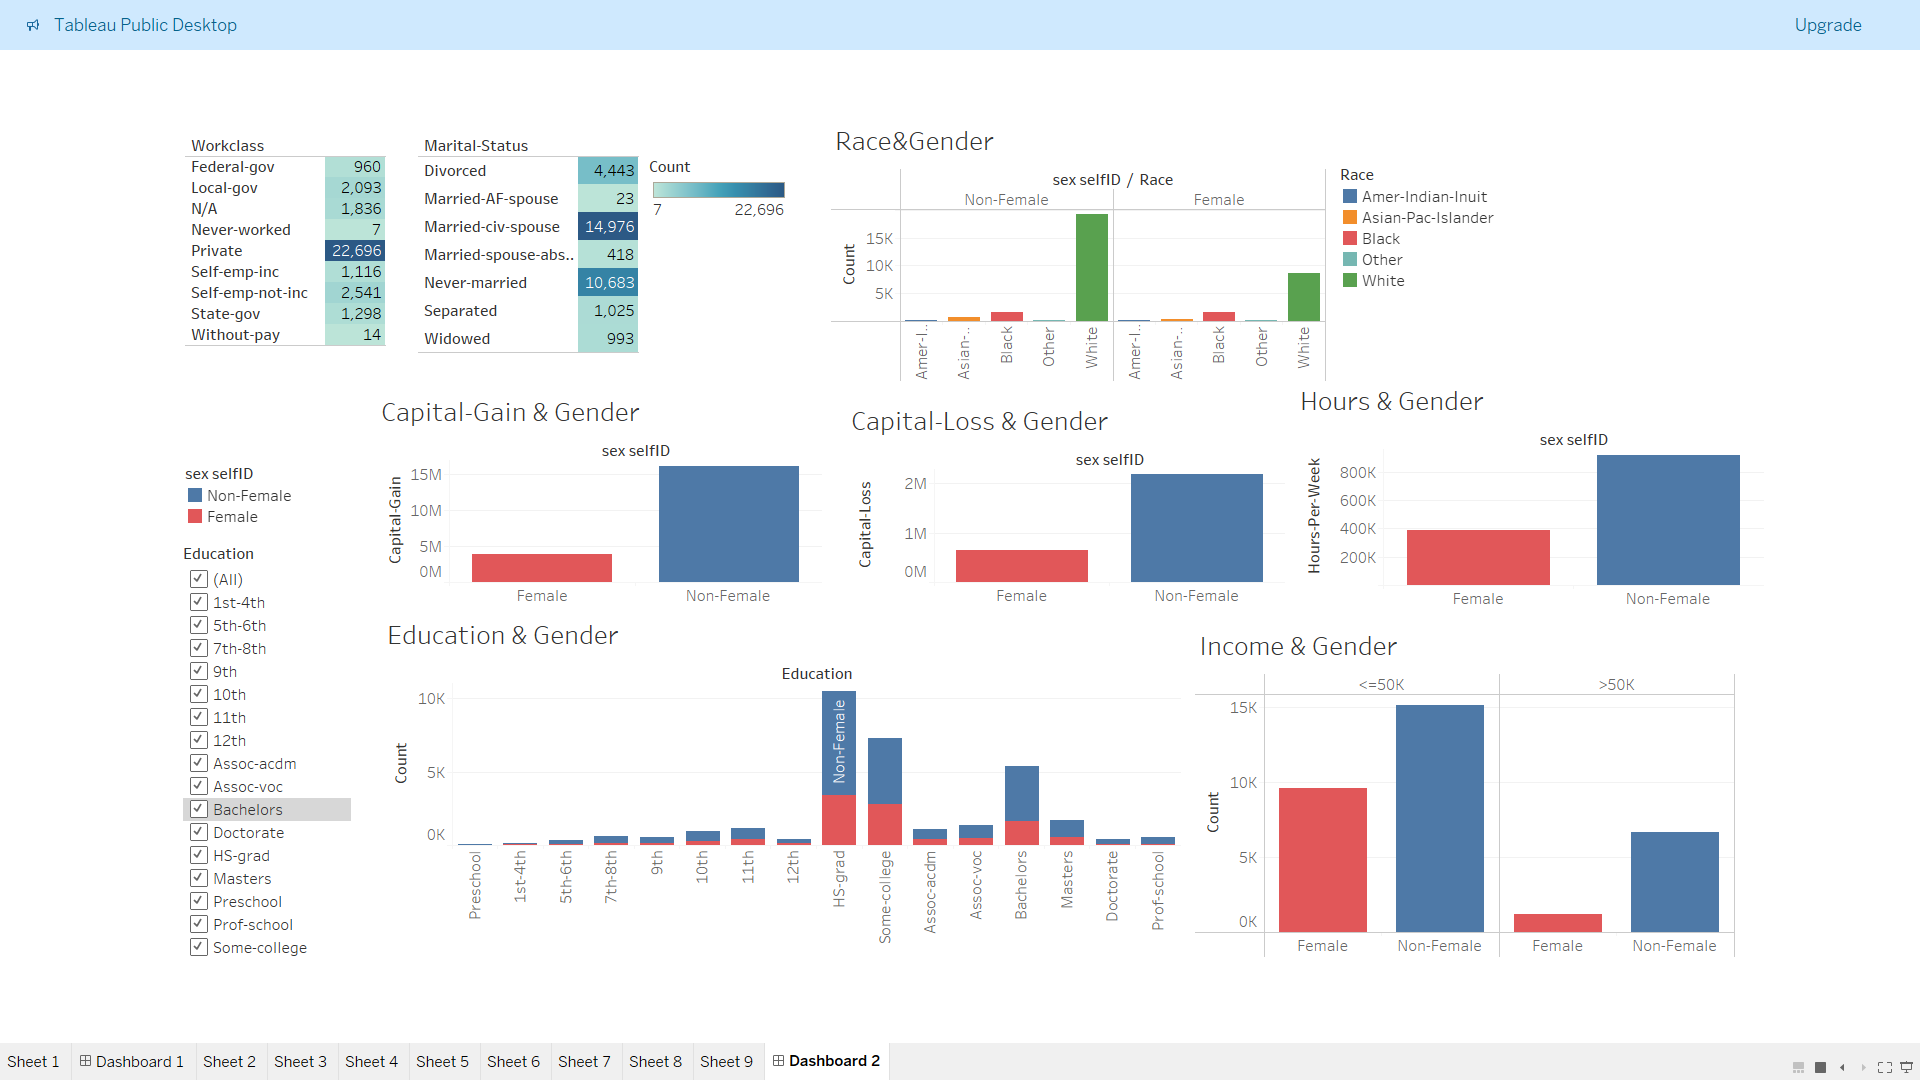 Tableau Public Desktop
Upgrade
Workclass
Federal-gov 960
Local-gov 2,093
N/A 1,836
Never-worked 7
Private 22,696
Self-emp-inc 1,116
Self-emp-not-inc 2,541
State-gov 1,298
Without-pay 14
Marital-Status
Divorced 4,443
Married-AF-spouse 23
Married-civ-spouse 14,976
Married-spouse-abs.. 418
Never-married 10,683
Separated 1,025
Widowed 993
Count
7 22,696
Race&Gender
sex selfID / Race
Non-Female Female
Count
15K
10K
5K
Amer-I.. Asian-.. Black Other White Amer-I.. Asian-.. Black Other White
Race
Amer-Indian-Inuit
Asian-Pac-Islander
Black
Other
White
sex selfID
Non-Female
Female
Education
(All)
1st-4th
5th-6th
7th-8th
9th
10th
11th
12th
Assoc-acdm
Assoc-voc
Bachelors
Doctorate
HS-grad
Masters
Preschool
Prof-school
Some-college
Capital-Gain & Gender
sex selfID
Capital-Gain
15M
10M
5M
0M
Female Non-Female
Capital-Loss & Gender
sex selfID
Capital-Loss
2M
1M
0M
Female Non-Female
Hours & Gender
sex selfID
Hours-Per-Week
800K
600K
400K
200K
Female Non-Female
Education & Gender
Education
Count
10K
5K
0K
Non-Female
Preschool 1st-4th 5th-6th 7th-8th 9th 10th 11th 12th HS-grad Some-college Assoc-acdm Assoc-voc Bachelors Masters Doctorate Prof-school
Income & Gender
<=50K >50K
Count
15K
10K
5K
0K
Female Non-Female Female Non-Female
Sheet 1 Dashboard 1 Sheet 2 Sheet 3 Sheet 4 Sheet 5 Sheet 6 Sheet 7 Sheet 8 Sheet 9 Dashboard 2